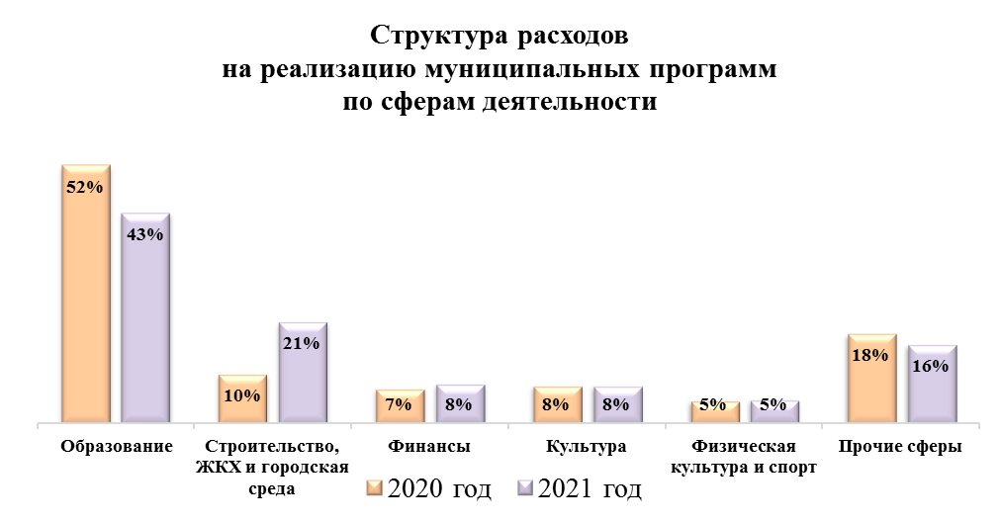 Структура расходов
на реализацию муниципальных программ
по сферам деятельности
52%
43%
10%
21%
7%
8%
8%
8%
5%
5%
18%
16%
Образование
Строительство,
ЖКХ и городская
среда
Финансы
Культура
Физическая
культура и спорт
Прочие сферы
2020 год
2021 год